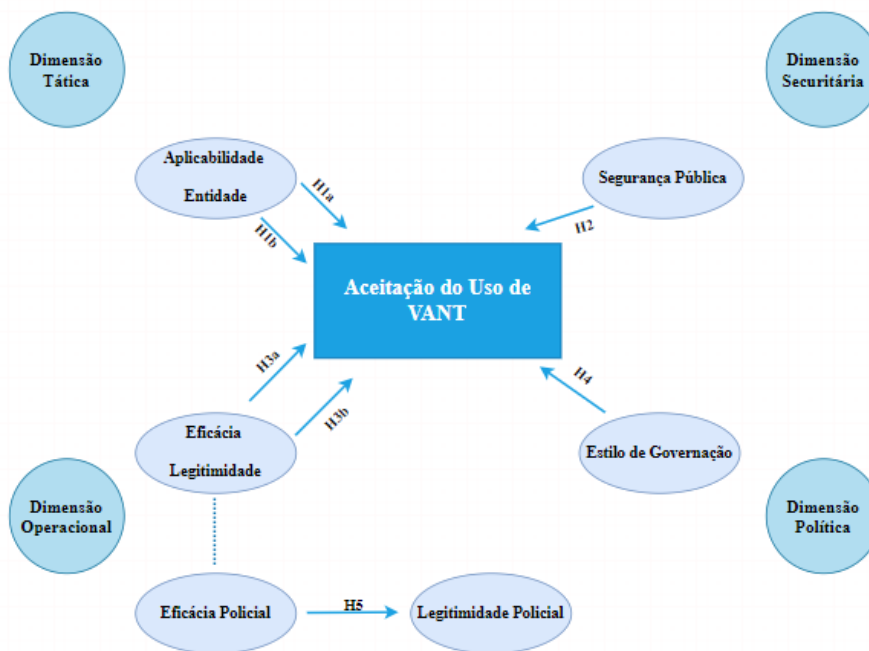 Dimensão
Tática
Dimensão
Securitária
Aplicabilidade
Entidade
Segurança Pública
H1a
H1b
H2
Aceitação do Uso de
VANT
H3a
H3b
H4
Eficácia
Legitimidade
Estilo de Governação
Dimensão
Operacional
Dimensão
Política
Eficácia Policial
H5
Legitimidade Policial